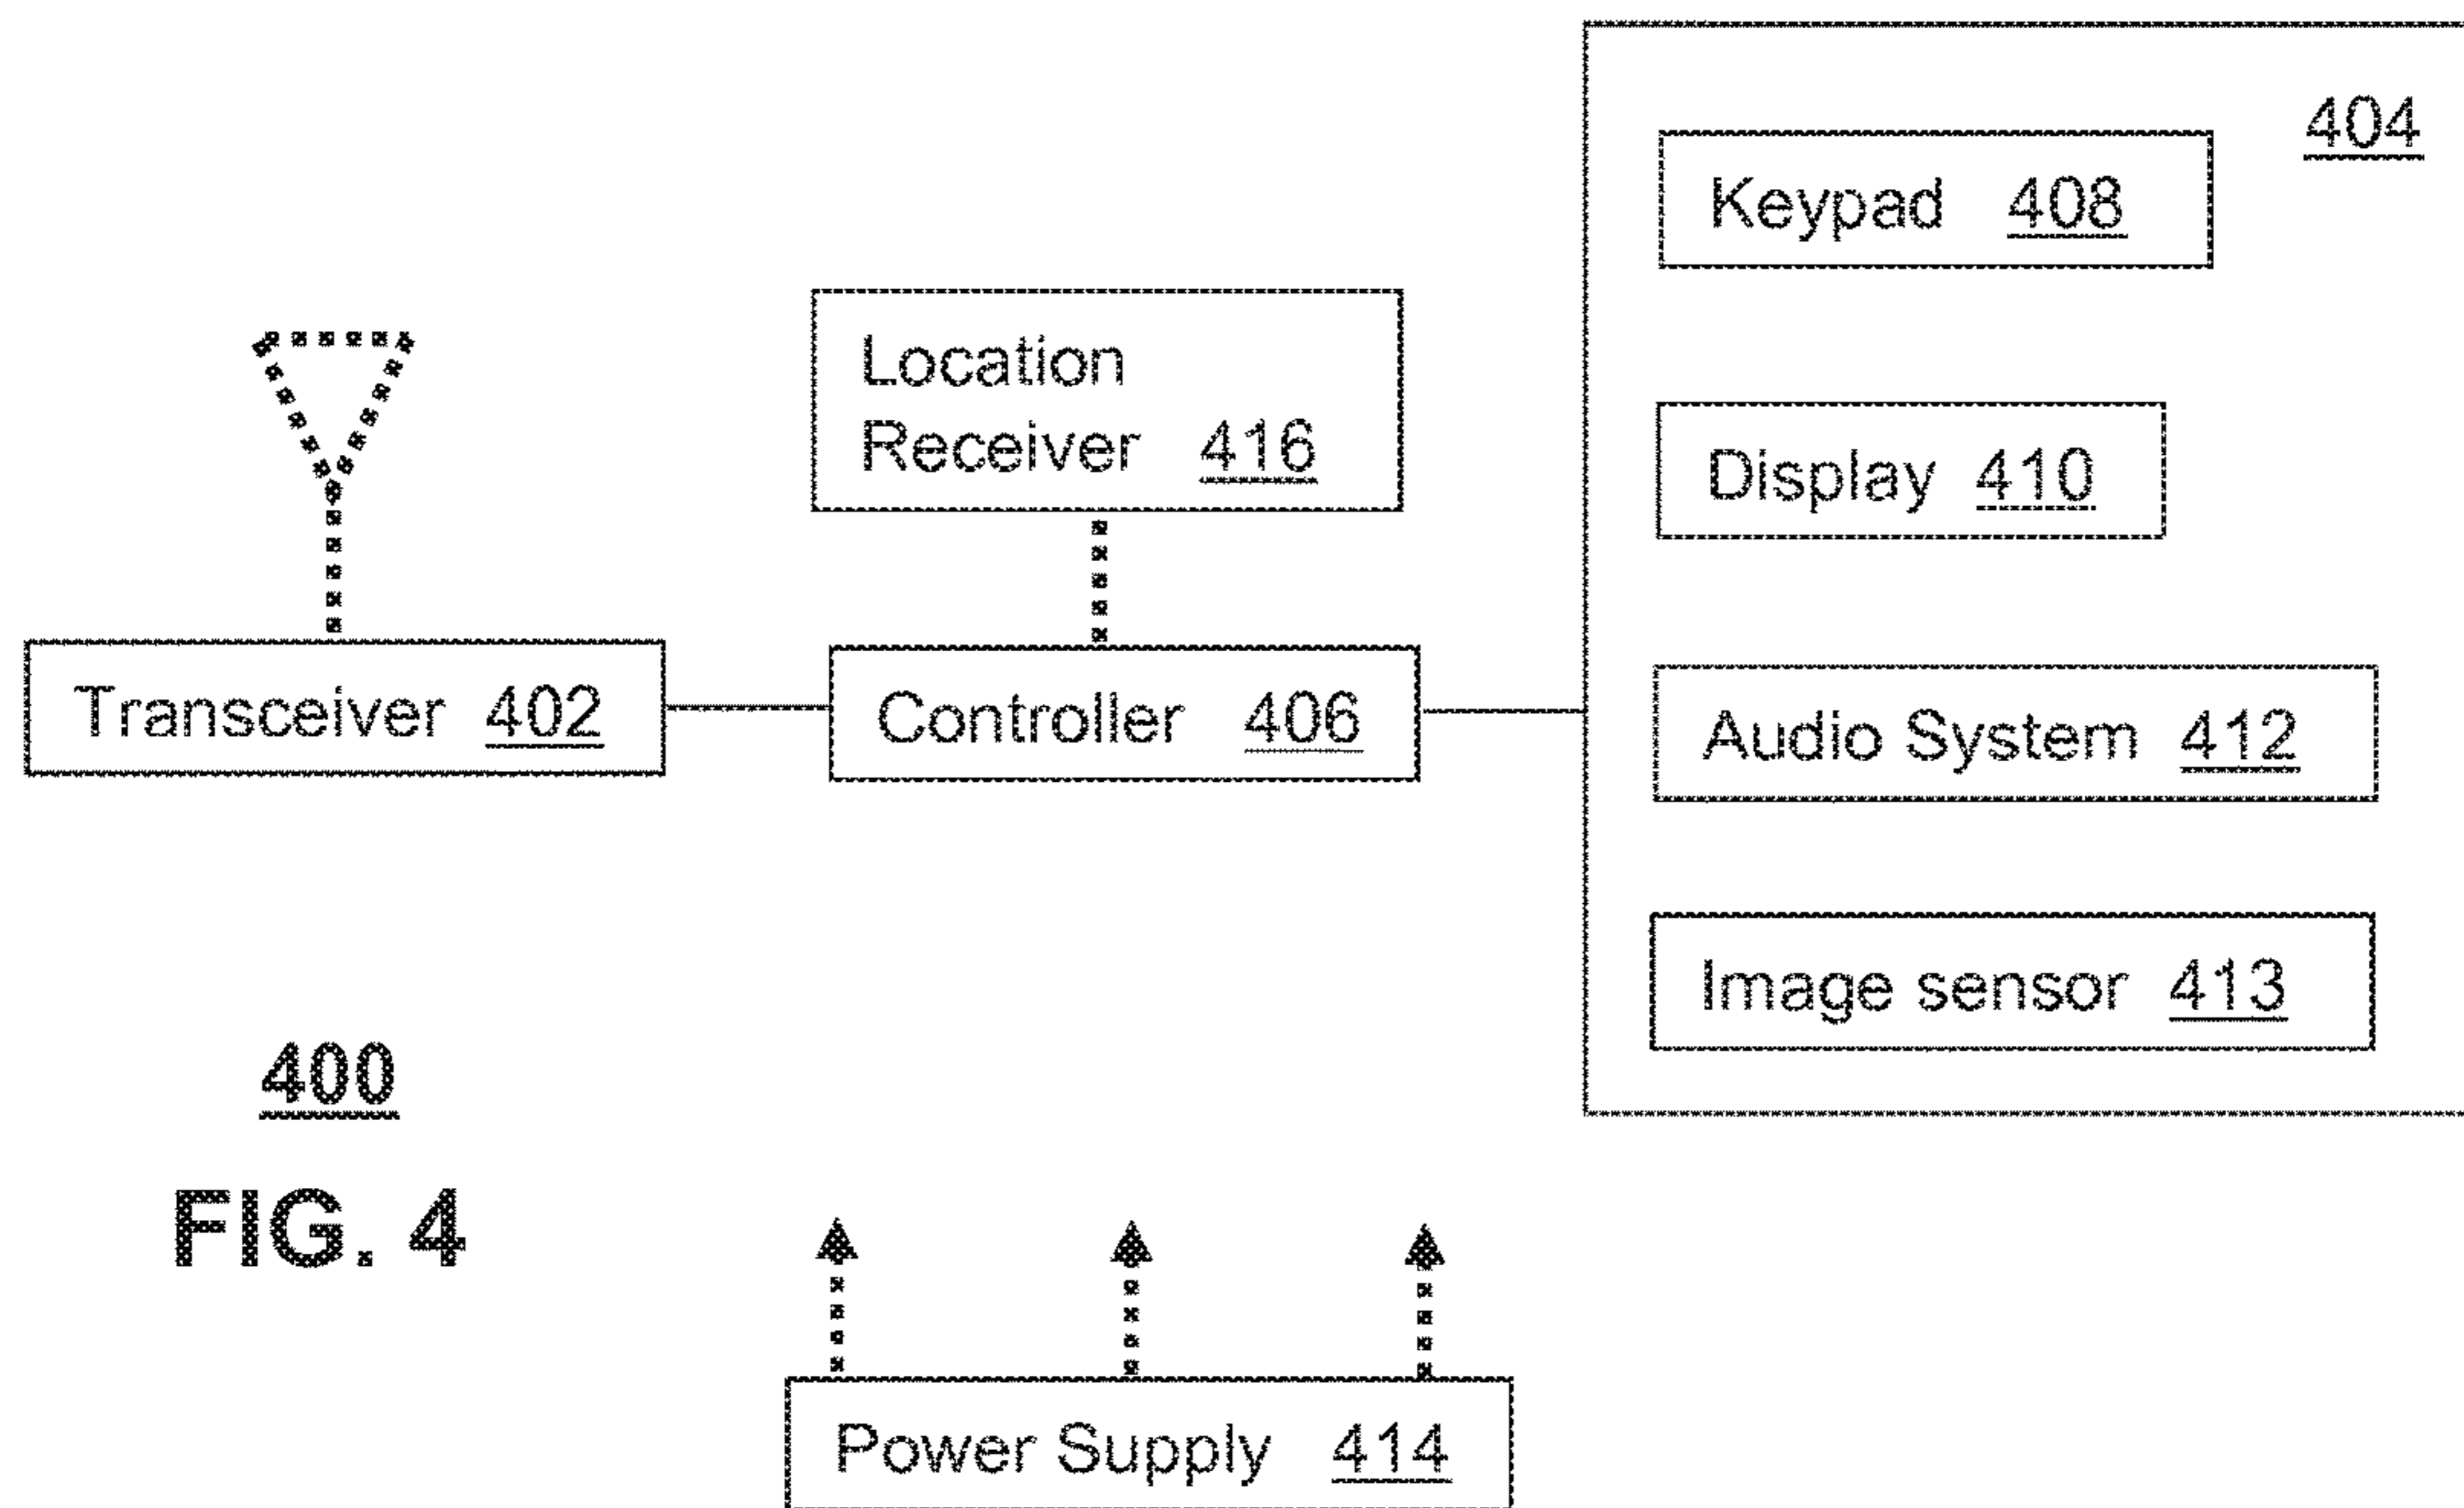 404
Keypad 408
Location
Receiver 416
Display 410
Transceiver 402
Controller 406
Audio System 412
Image sensor 413
400
FIG. 4
Power Supply 414